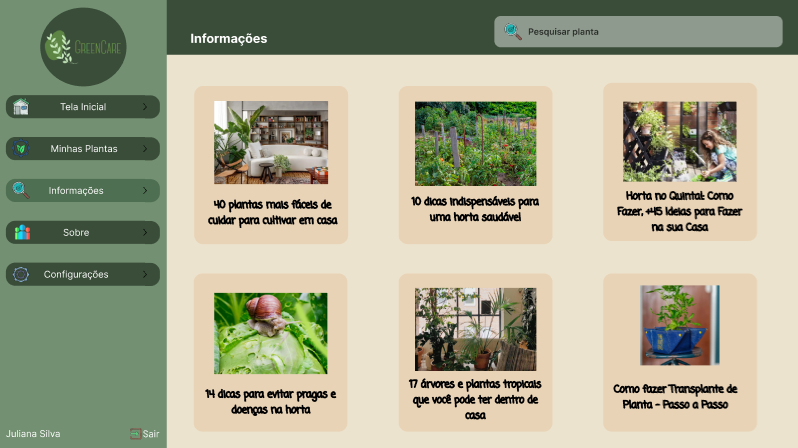 GREENCARE
Tela Inicial
Minhas Plantas
Informações
Sobre
Configurações
Juliana Silva
Sair
Informações
Pesquisar planta
40 plantas mais fáceis de
cuidar para cultivar em casa
10 dicas indispensáveis para
uma horta saudável
Horta no Quintal: Como
Fazer, +45 Ideias para Fazer
na sua Casa
14 dicas para evitar pragas e
doenças na horta
17 árvores e plantas tropicais
que você pode ter dentro de
casa
Como fazer Transplante de
Planta - Passo a Passo